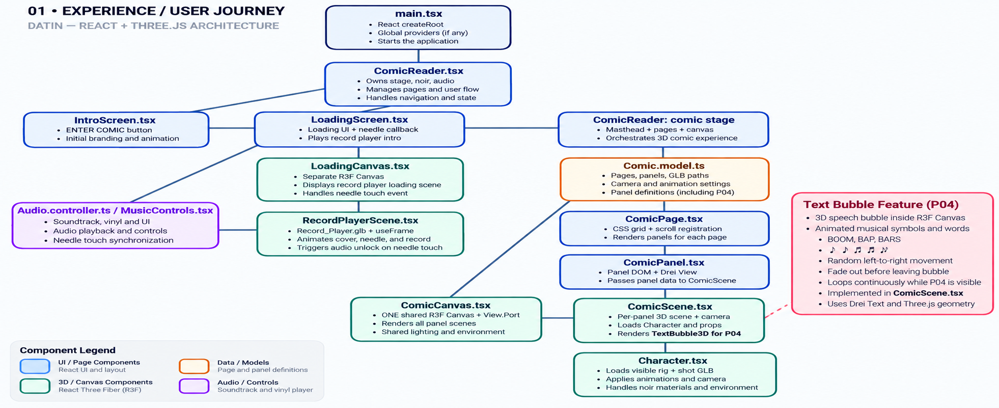 01 • EXPERIENCE / USER JOURNEY
DATIN — REACT + THREE.JS ARCHITECTURE
main.tsx
• React createRoot
• Global providers (if any)
• Starts the application
ComicReader.tsx
• Owns stage, noir, audio
• Manages pages and user flow
• Handles navigation and state
IntroScreen.tsx
• ENTER COMIC button
• Initial branding and animation
LoadingScreen.tsx
• Loading UI + needle callback
• Plays record player intro
ComicReader: comic stage
• Masthead + pages + canvas
• Orchestrates 3D comic experience
LoadingCanvas.tsx
• Separate R3F Canvas
• Displays record player loading scene
• Handles needle touch event
Comic.model.ts
• Pages, panels, GLB paths
• Camera and animation settings
• Panel definitions (including P04)
Audio.controller.ts / MusicControls.tsx
• Soundtrack, vinyl and UI
• Audio playback and controls
• Needle touch synchronization
RecordPlayerScene.tsx
• Record_Player.glb + useFrame
• Animates cover, needle, and record
• Triggers audio unlock on needle touch
ComicPage.tsx
• CSS grid + scroll registration
• Renders panels for each page
ComicPanel.tsx
• Panel DOM + Drei View
• Passes panel data to ComicScene
Text Bubble Feature (P04)
• 3D speech bubble inside R3F Canvas
• Animated musical symbols and words
• BOOM, BAP, BARS
• ♪ ♪ ♬ ♬ ♪♪
• Random left-to-right movement
• Fade out before leaving bubble
• Loops continuously while P04 is visible
• Implemented in ComicScene.tsx
• Uses Drei Text and Three.js geometry
ComicCanvas.tsx
• ONE shared R3F Canvas + View.Port
• Renders all panel scenes
• Shared lighting and environment
ComicScene.tsx
• Per-panel 3D scene + camera
• Loads Character and props
• Renders TextBubble3D for P04
Character.tsx
• Loads visible rig + shot GLB
• Applies animations and camera
• Handles noir materials and environment
Component Legend
UI / Page Components
React UI and layout
Data / Models
Page and panel definitions
3D / Canvas Components
React Three Fiber (R3F)
Audio / Controls
Soundtrack and vinyl player